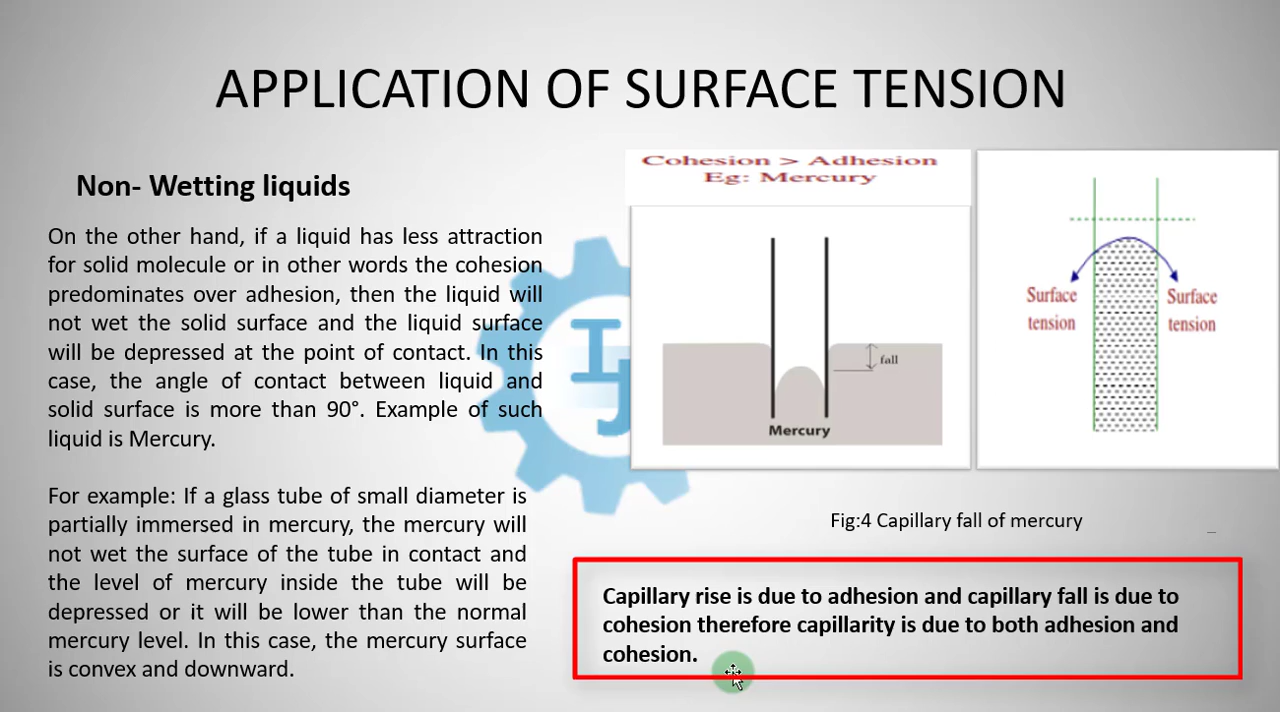 APPLICATION OF SURFACE TENSION
Non- Wetting liquids
On the other hand, if a liquid has less attraction
for solid molecule or in other words the cohesion
predominates over adhesion, then the liquid will
not wet the solid surface and the liquid surface
will be depressed at the point of contact. In this
case, the angle of contact between liquid and
solid surface is more than 90°. Example of such
liquid is Mercury.
For example: If a glass tube of small diameter is
partially immersed in mercury, the mercury will
not wet the surface of the tube in contact and
the level of mercury inside the tube will be
depressed or it will be lower than the normal
mercury level. In this case, the mercury surface
is convex and downward.
Cohesion > Adhesion
Eg: Mercury
fall
Mercury
Surface
tension
Surface
tension
Fig:4 Capillary fall of mercury
Capillary rise is due to adhesion and capillary fall is due to
cohesion therefore capillarity is due to both adhesion and
cohesion.